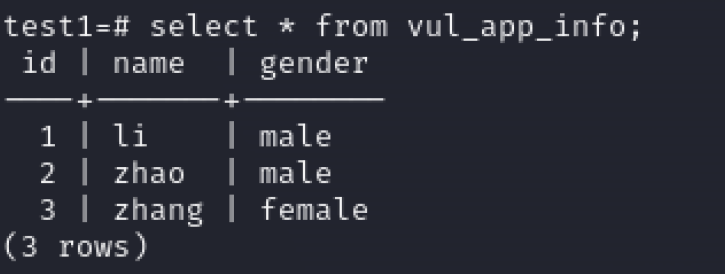 test1=# select * from vul_app_info;
 id | name  | gender
----+-------+--------
  1 | li    | male
  2 | zhao  | male
  3 | zhang | female
(3 rows)